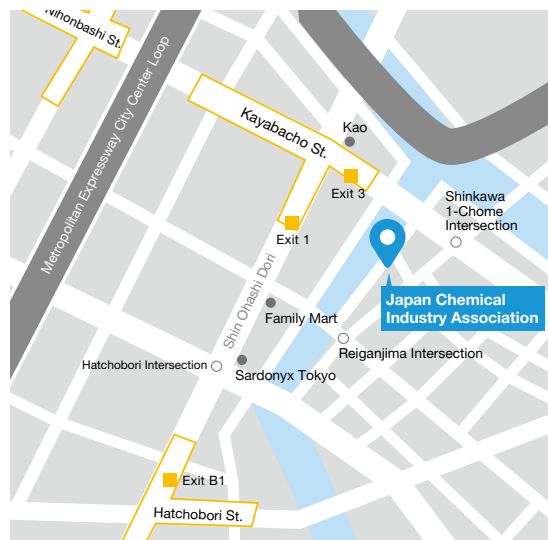 Nihonbashi St.
Metropolitan Expressway City Center Loop
Kayabacho St.
Kao
Exit 3
Shinkawa
1-Chome
Intersection
Exit 1
Shin Ohashi Dori
Japan Chemical
Industry Association
Family Mart
Reiganjima Intersection
Hatchobori Intersection
Sardonyx Tokyo
Exit B1
Hatchobori St.